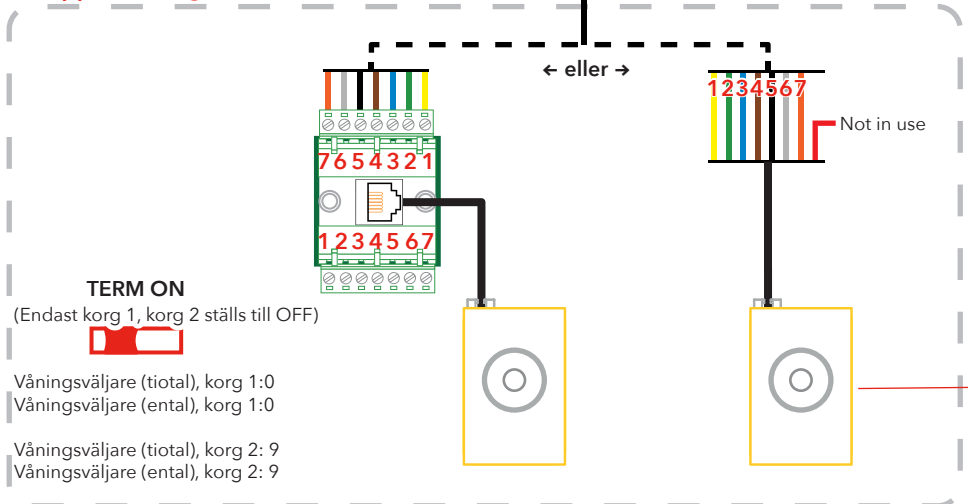 ← eller →
1234567
Not in use
7654321
1234567
TERM ON
(Endast korg 1, korg 2 ställs till OFF)
Våningsväljare (tiotal), korg 1:0
Våningsväljare (ental), korg 1:0
Våningsväljare (tiotal), korg 2: 9
Våningsväljare (ental), korg 2: 9